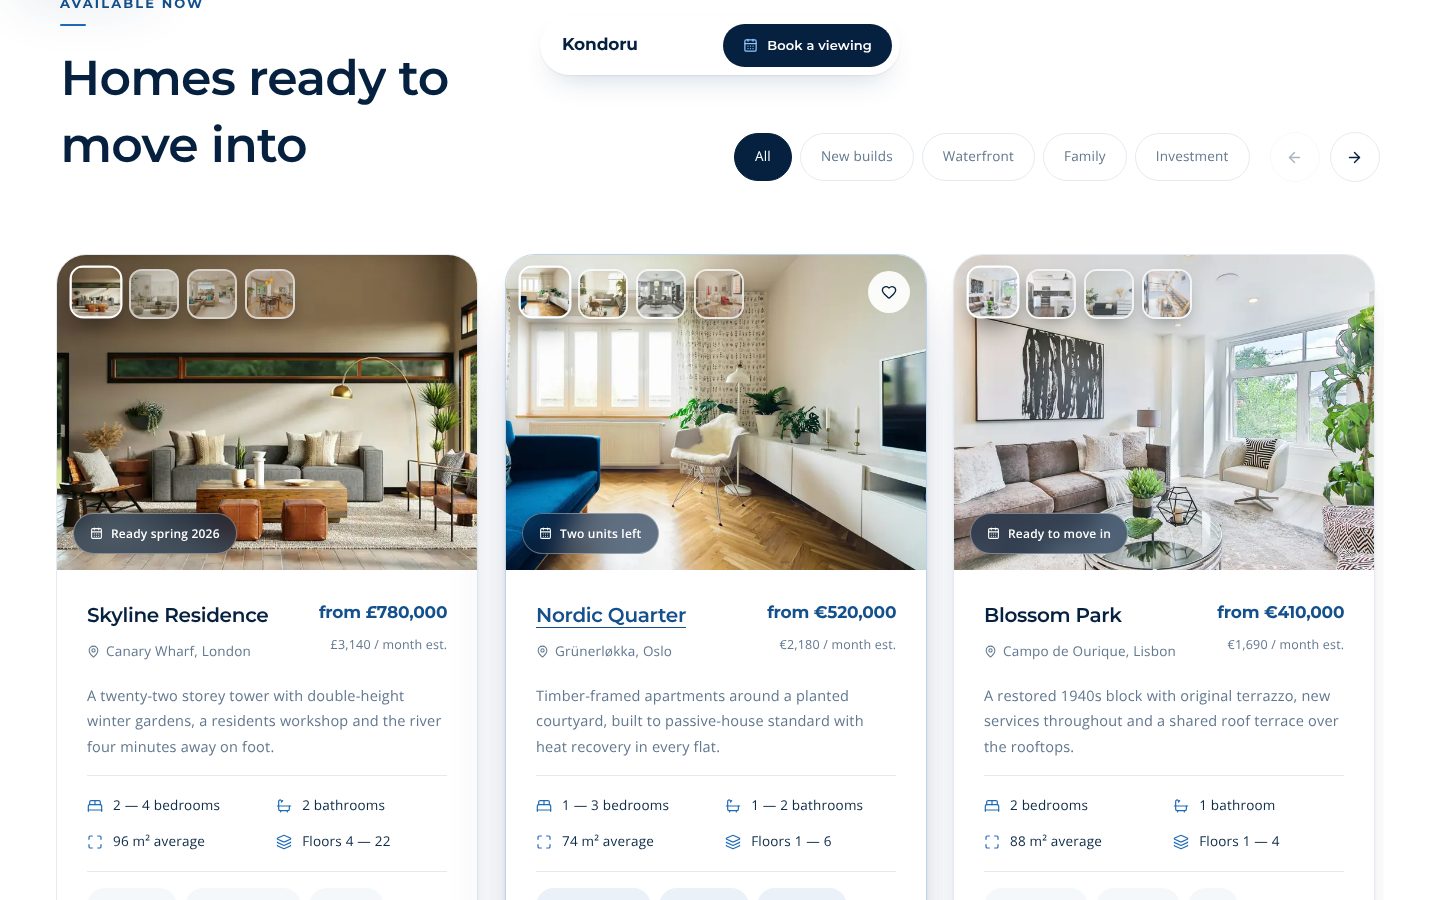 AVAILABLE NOW
Kondoru
Book a viewing
Homes ready to
move into
All
New builds
Waterfront
Family
Investment
Ready spring 2026
Skyline Residence
from £780,000
Canary Wharf, London
£3,140 / month est.
A twenty-two storey tower with double-height
winter gardens, a residents workshop and the river
four minutes away on foot.
2 — 4 bedrooms
2 bathrooms
96 m² average
Floors 4 — 22
Two units left
Nordic Quarter
from €520,000
Grünerløkka, Oslo
€2,180 / month est.
Timber-framed apartments around a planted
courtyard, built to passive-house standard with
heat recovery in every flat.
1 — 3 bedrooms
1 — 2 bathrooms
74 m² average
Floors 1 — 6
Ready to move in
Blossom Park
from €410,000
Campo de Ourique, Lisbon
€1,690 / month est.
A restored 1940s block with original terrazzo, new
services throughout and a shared roof terrace over
the rooftops.
2 bedrooms
1 bathroom
88 m² average
Floors 1 — 4